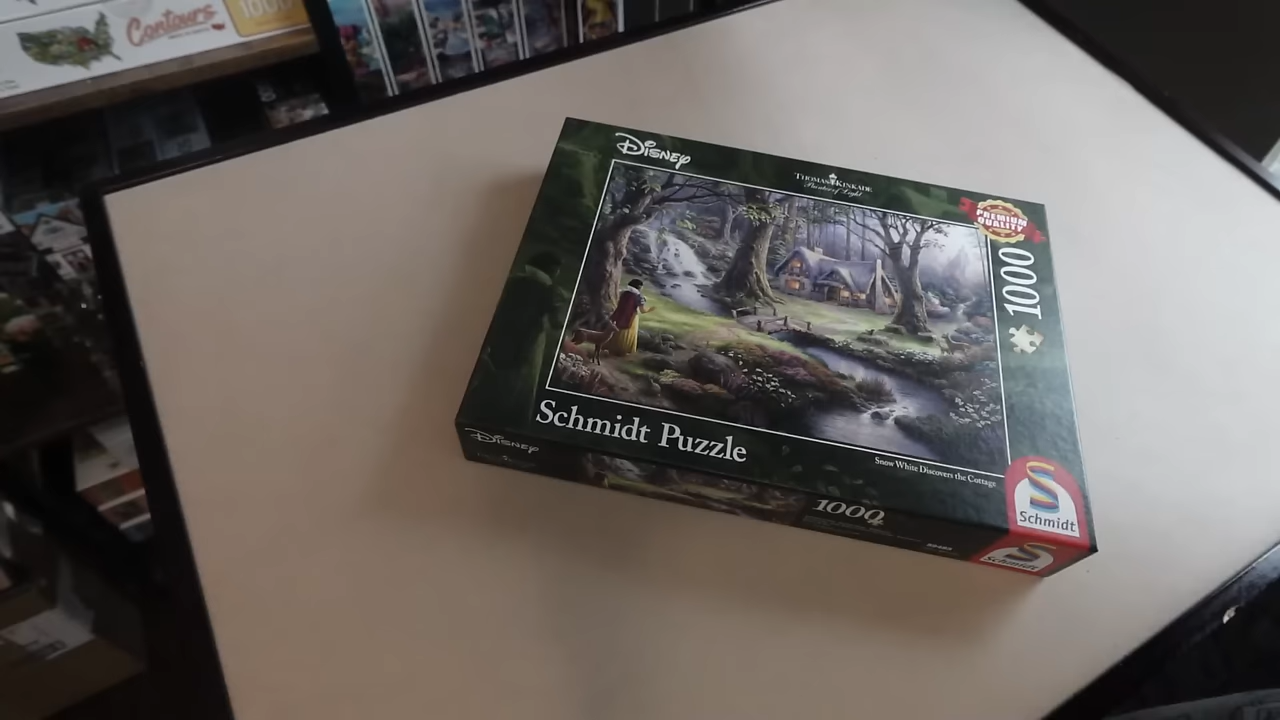 Contours
1000
Disney
Thomas Kinkade
Painter of Light
PREMIUM
QUALITY
1000
Schmidt Puzzle
Snow White Discovers the Cottage
Schmidt
Disney
1000
Schmidt